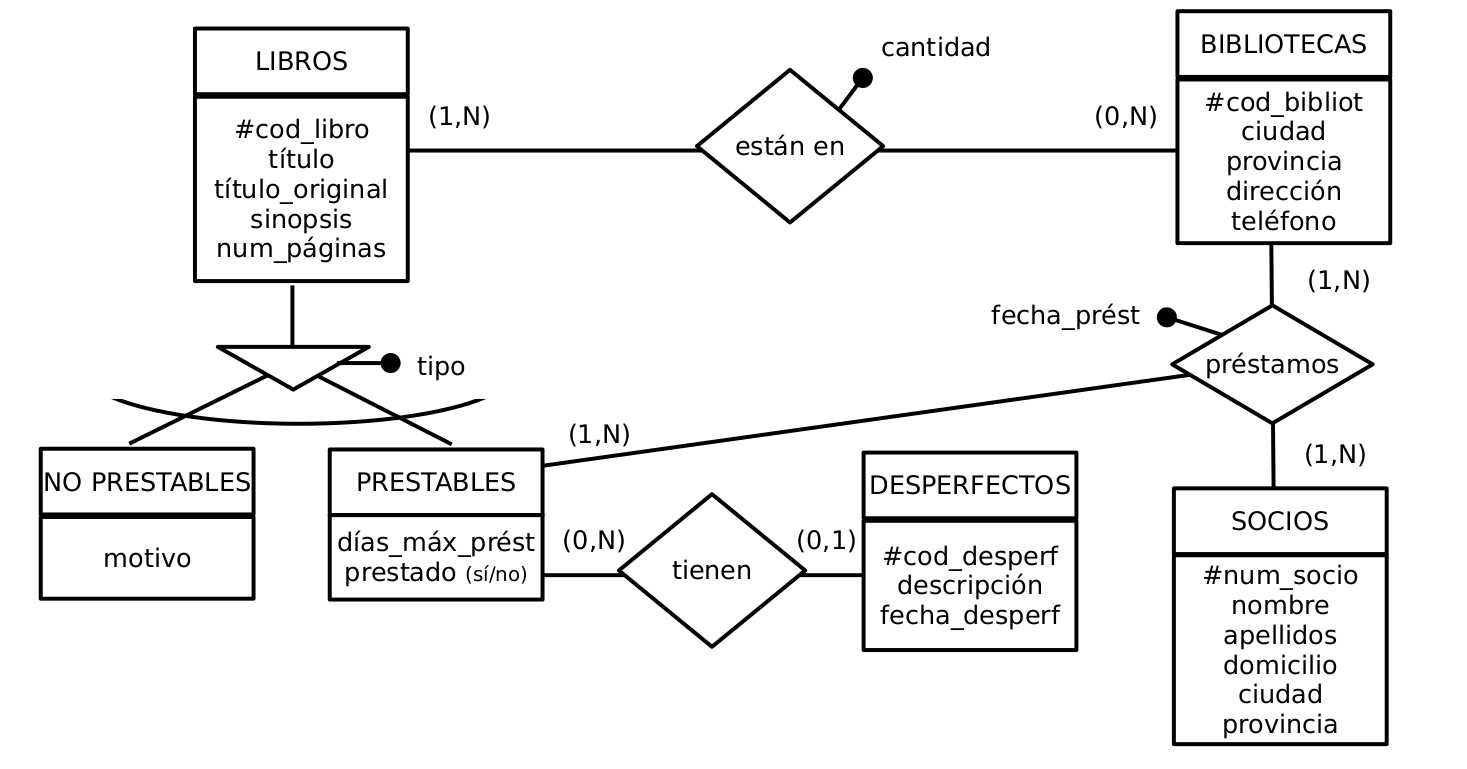 LIBROS
#cod_libro
título
título_original
sinopsis
num_páginas
(1,N)
están en
cantidad
(0,N)
BIBLIOTECAS
#cod_bibliot
ciudad
provincia
dirección
teléfono
(1,N)
fecha_prést
préstamos
(1,N)
tipo
(1,N)
NO PRESTABLES
motivo
PRESTABLES
días_máx_prést
prestado (sí/no)
(0,N)
tienen
(0,1)
DESPERFECTOS
#cod_desperf
descripción
fecha_desperf
SOCIOS
#num_socio
nombre
apellidos
domicilio
ciudad
provincia